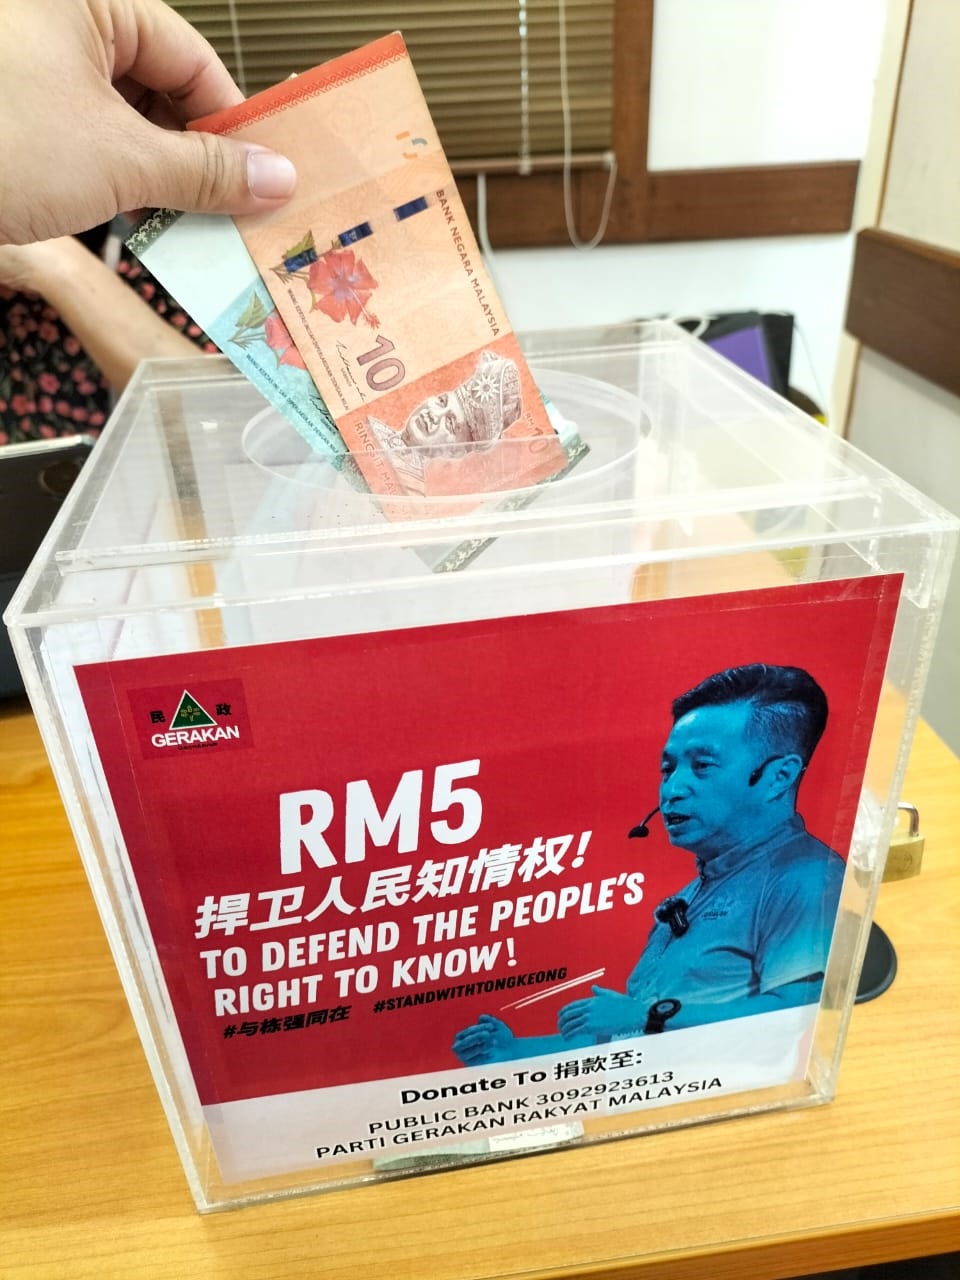 BANK NEGARA MALAYSIA
10
RINGGIT
10
民 政
GERAKAN
RM5
捍卫人民知情权!
TO DEFEND THE PEOPLE'S
RIGHT TO KNOW!
#与栋强同在 #STANDWITHTONGKEONG
Donate To 捐款至:
PUBLIC BANK 3092923613
PARTI GERAKAN RAKYAT MALAYSIA